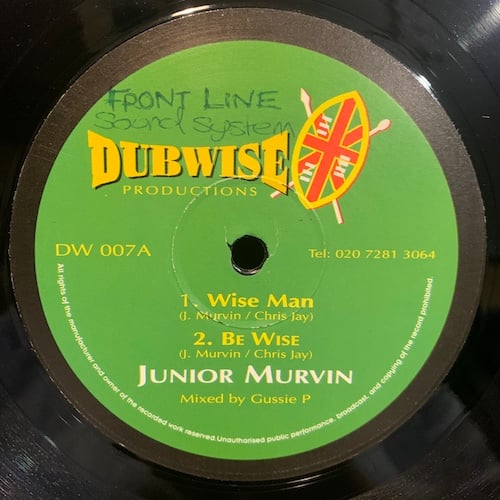 FRONT LINE
Sound System
DUBWISE
PRODUCTIONS
DW 007A
Tel: 020 7281 3064
1. Wise Man
(J. Murvin / Chris Jay)
2. Be Wise
(J. Murvin / Chris Jay)
Junior Murvin
Mixed by Gussie P
All rights of the manufacturer and owner of the recorded work reserved. Unauthorised public performance, broadcast, and copying of the record prohibited.